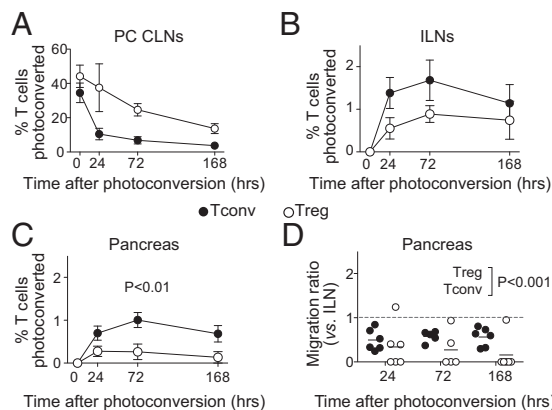 A
PC CLNs
% T cells
photoconverted
60
40
20
0
0 24 72 168
Time after photoconversion (hrs)
B
ILNs
% T cells
photoconverted
2
1
0
0 24 72 168
Time after photoconversion (hrs)
Tconv Treg
C
Pancreas
% T cells
photoconverted
2
1
0
P<0.01
0 24 72 168
Time after photoconversion (hrs)
D
Pancreas
Migration ratio
(vs. ILN)
2
1
0
Treg
Tconv
P<0.001
24 72 168
Time after photoconversion (hrs)